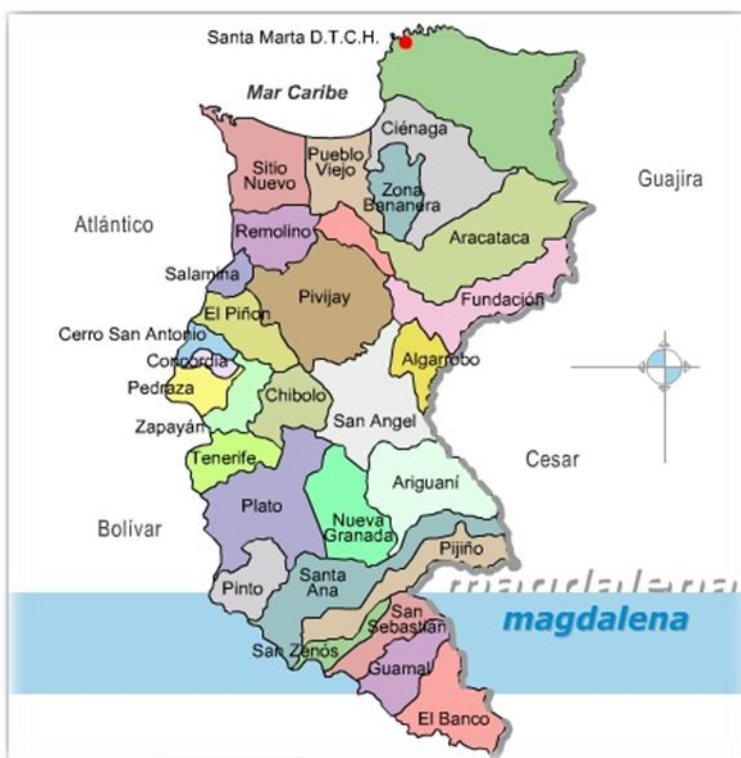 Santa Marta D.T.C.H.
Mar Caribe
Ciénaga
Pueblo
Viejo
Sitio
Nuevo
Zona
Bananera
Guajira
Atlántico
Remolino
Aracataca
Salamina
Pivijay
Fundación
El Piñon
Cerro San Antonio
Concordia
Algarrobo
Pedraza
Chibolo
San Angel
Zapayán
Tenerife
Cesar
Ariguaní
Plato
Nueva
Granada
Bolívar
Pijiño
Santa
Ana
Pinto
magdalena
magdalena
San
Sebastián
San Zenós
Guamal
El Banco